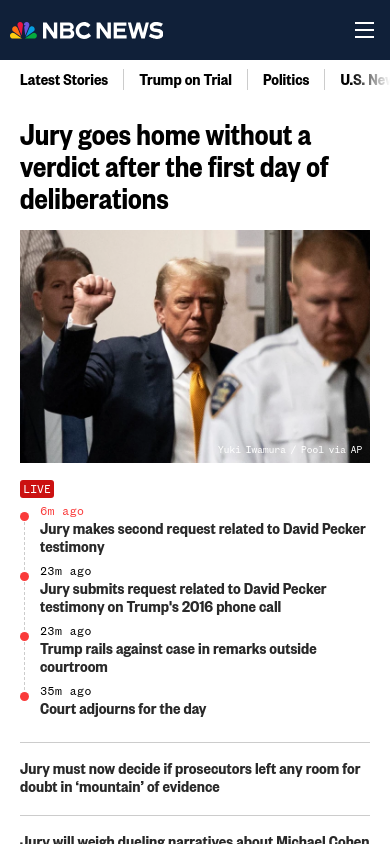 NBC NEWS
Latest Stories
Trump on Trial
Politics
U.S. Ne
Jury goes home without a
verdict after the first day of
deliberations
Yuki Iwamura / Pool via AP
LIVE
6m ago
Jury makes second request related to David Pecker
testimony
23m ago
Jury submits request related to David Pecker
testimony on Trump's 2016 phone call
23m ago
Trump rails against case in remarks outside
courtroom
35m ago
Court adjourns for the day
Jury must now decide if prosecutors left any room for
doubt in ‘mountain’ of evidence
Jury will weigh dueling narratives about Michael Cohen